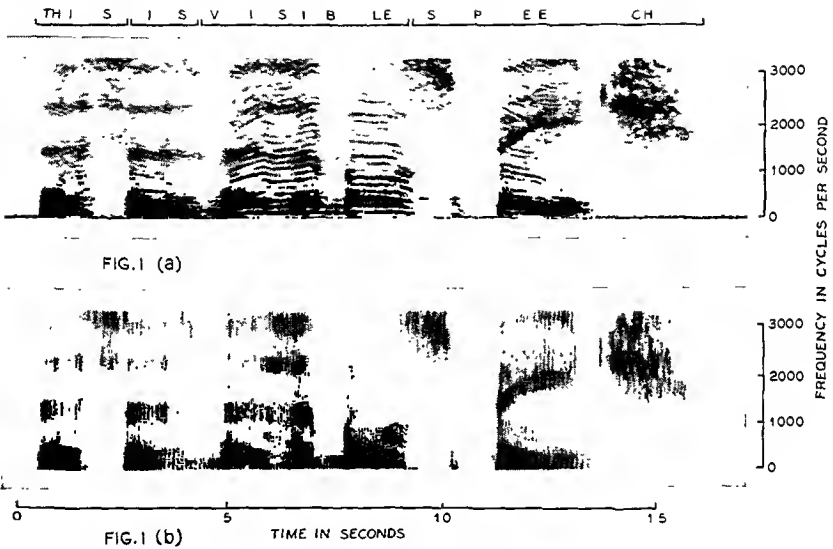 TH I S I S V I S I B LE S P EE CH
3000
2000
1000
0
FIG.1 (a)
FREQUENCY IN CYCLES PER SECOND
3000
2000
1000
0
0 5 10 15
FIG.1 (b) TIME IN SECONDS